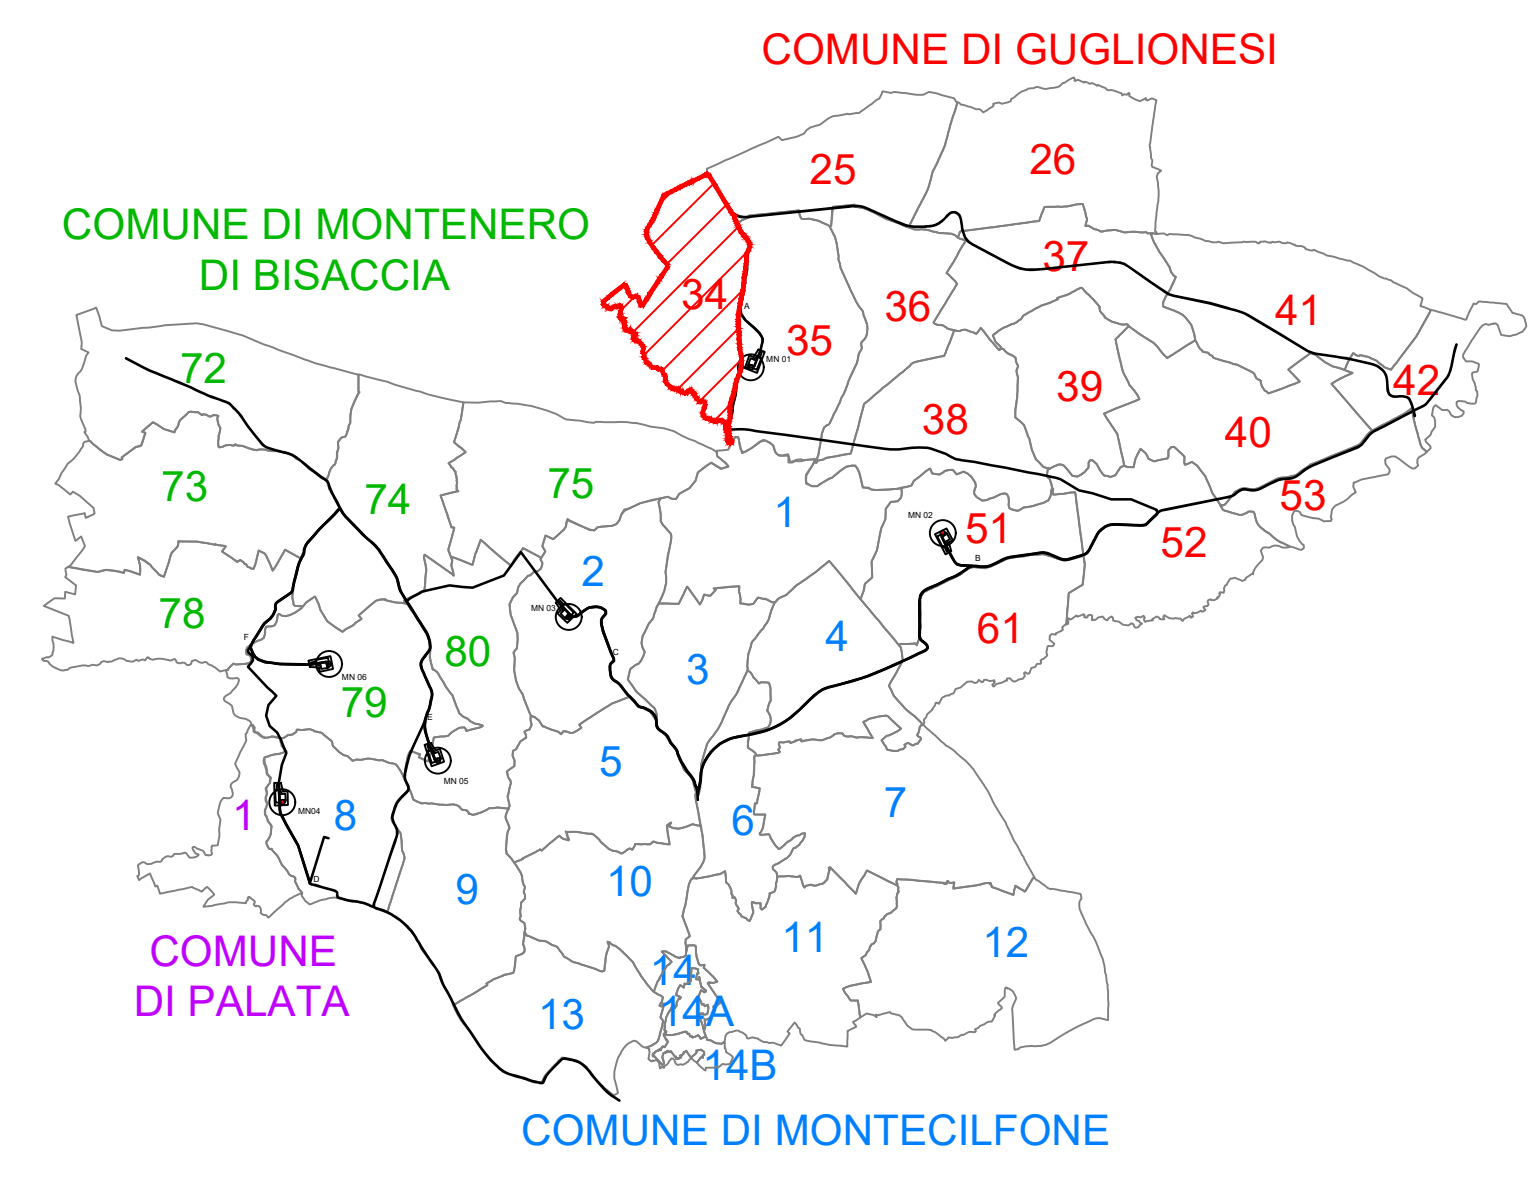 COMUNE DI GUGLIONESI
25
26
COMUNE DI MONTENERO
DI BISACCIA
37
34
36
A
41
35
MN 01
72
42
39
38
40
73
75
74
53
1
MN 02
51
52
B
2
MN 03
78
61
F
4
80
C
3
MN 06
79
E
5
MN 05
7
MN04
1
8
6
D
10
9
11
12
COMUNE
DI PALATA
14
14A
13
14B
COMUNE DI MONTECILFONE